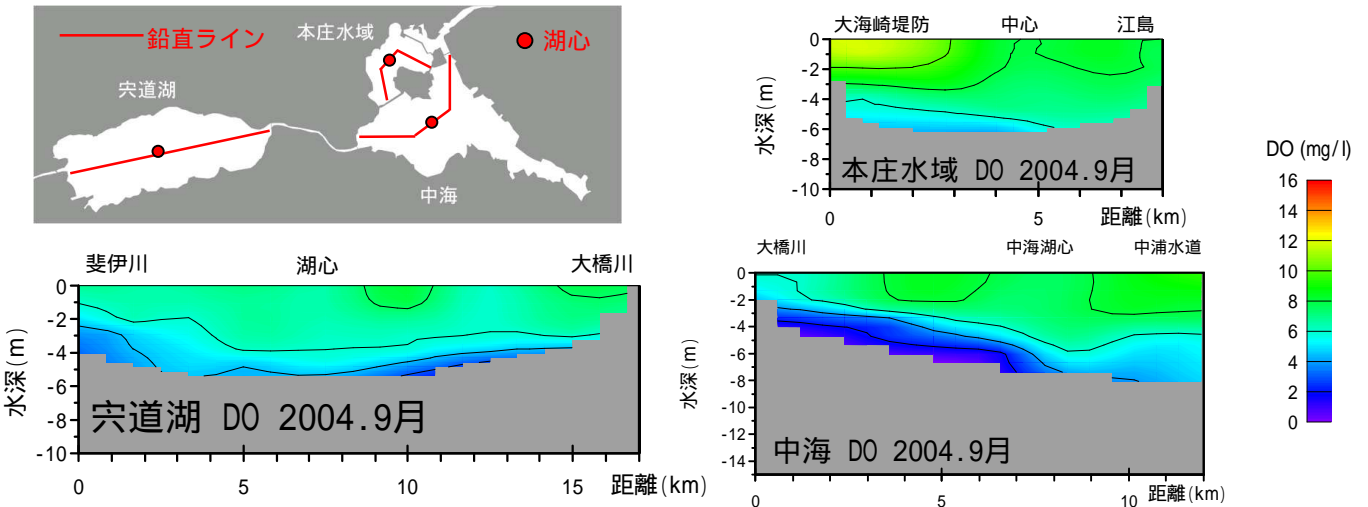 鉛直ライン
本庄水域
湖心
宍道湖
中海
大海崎堤防 中心 江島
0
-2
-4
-6
-8
-10
水深(m)
本庄水域 DO 2004.9月
0 5 距離(km)
DO (mg/l)
16
14
12
10
8
6
4
2
0
斐伊川 湖心 大橋川
0
-2
-4
-6
-8
-10
水深(m)
宍道湖 DO 2004.9月
0 5 10 15 距離(km)
大橋川 中海湖心 中浦水道
0
-2
-4
-6
-8
-10
-12
-14
水深(m)
中海 DO 2004.9月
0 5 10 距離(km)